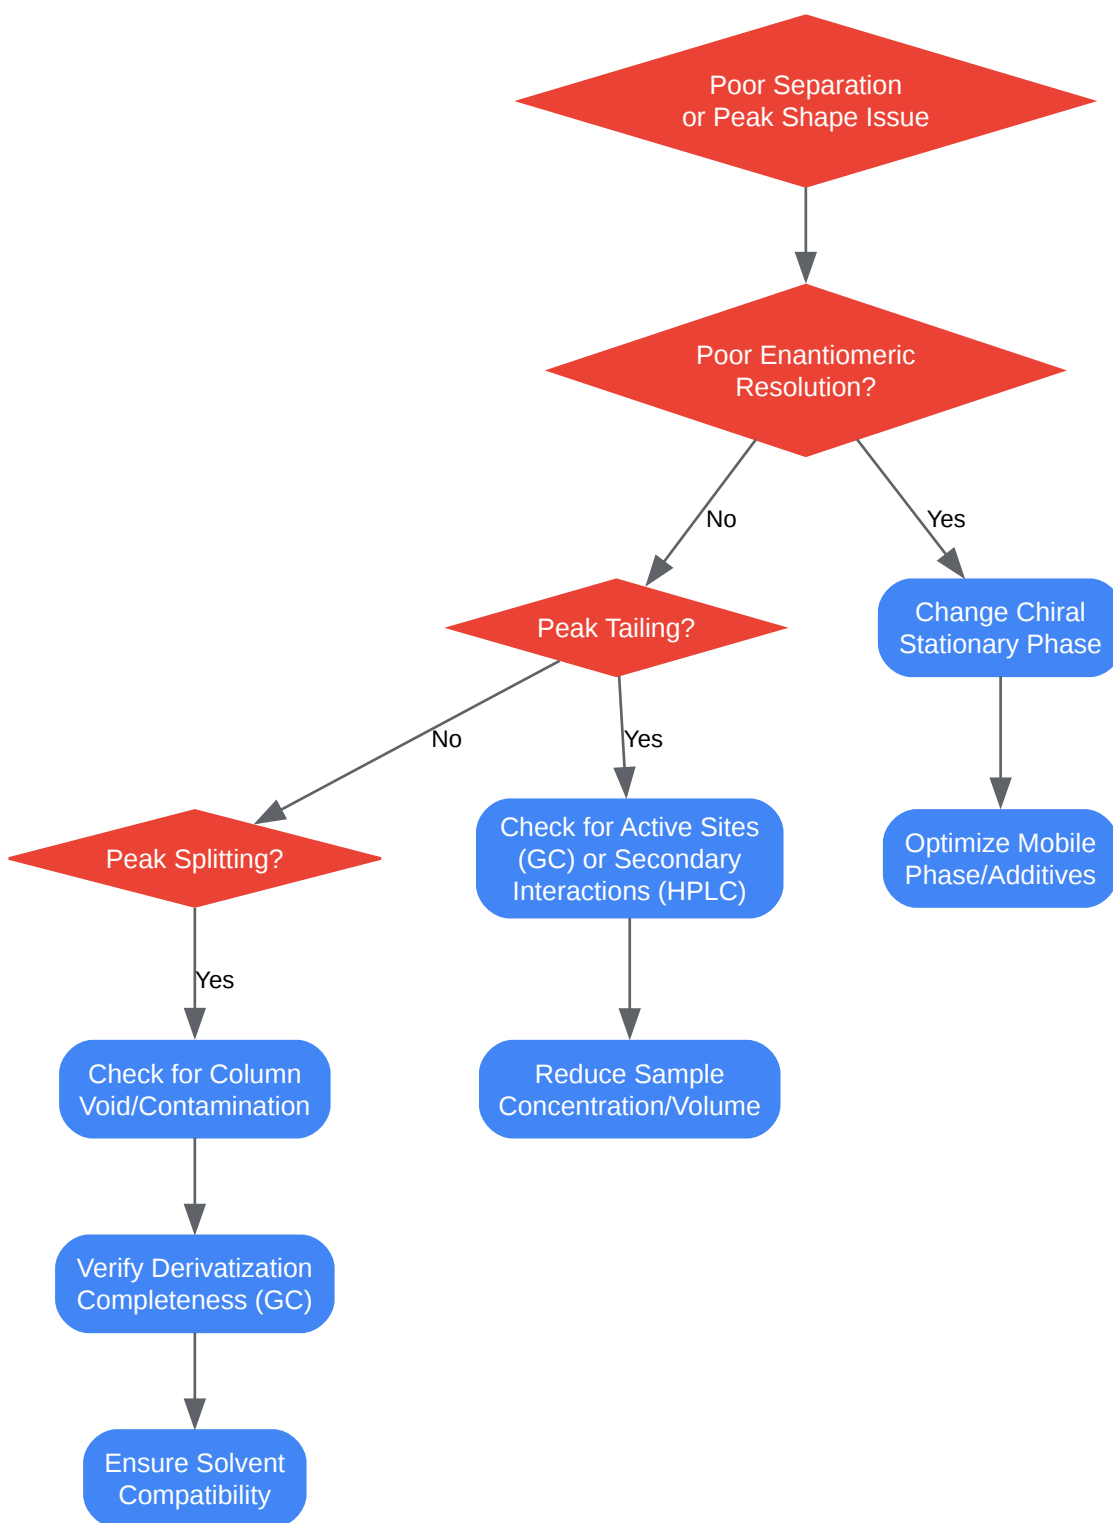 Poor Separation
or Peak Shape Issue
Poor Enantiomeric
Resolution?
No
Yes
Peak Tailing?
Change Chiral
Stationary Phase
No
Yes
Peak Splitting?
Check for Active Sites
(GC) or Secondary
Interactions (HPLC)
Optimize Mobile
Phase/Additives
Yes
Check for Column
Void/Contamination
Reduce Sample
Concentration/Volume
Verify Derivatization
Completeness (GC)
Ensure Solvent
Compatibility